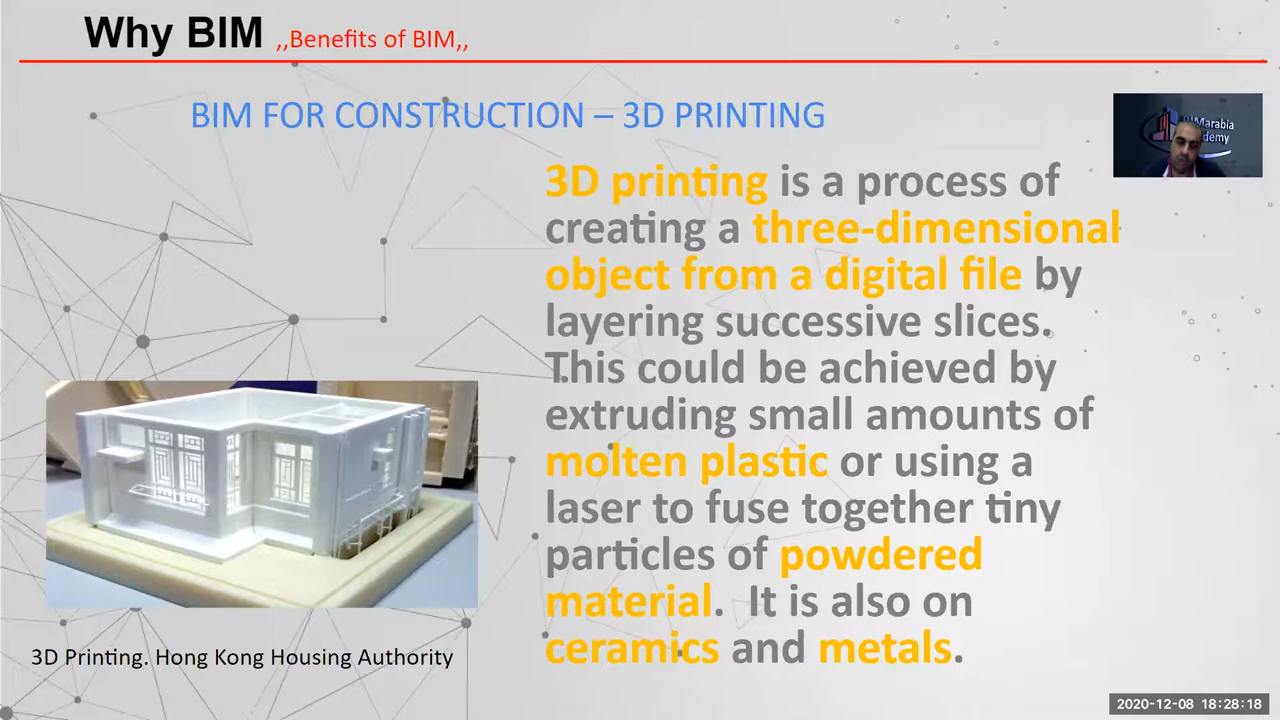 Why BIM ,,Benefits of BIM,,
BIM FOR CONSTRUCTION – 3D PRINTING
3D printing is a process of
creating a three-dimensional
object from a digital file by
layering successive slices.
This could be achieved by
extruding small amounts of
molten plastic or using a
laser to fuse together tiny
particles of powdered
material. It is also on
ceramics and metals.
3D Printing. Hong Kong Housing Authority
2020-12-08 18:28:18